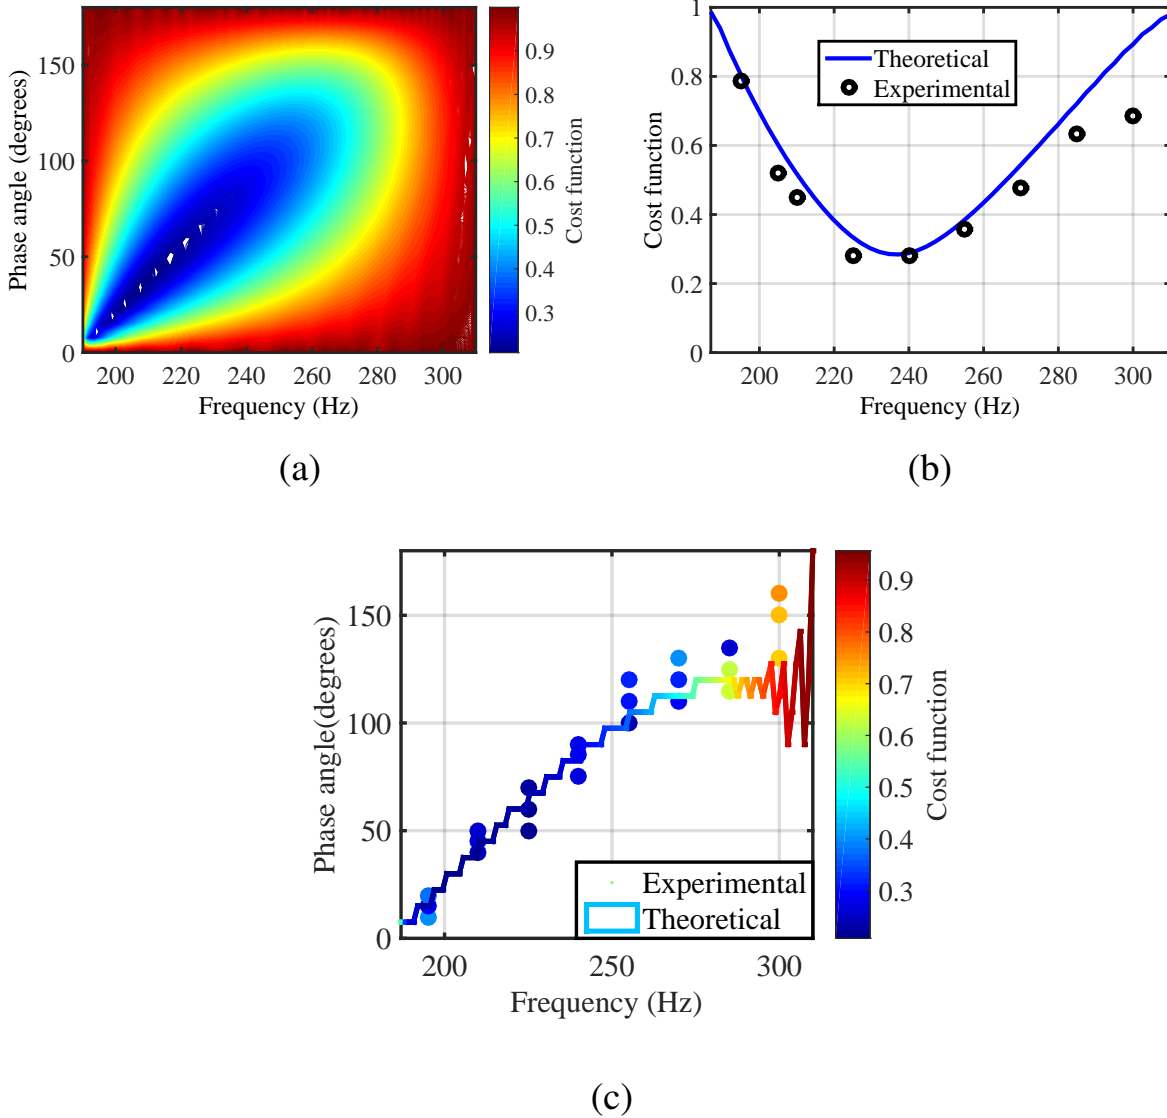 Phase angle (degrees)
150
100
50
0
200
220
240
260
280
300
Frequency (Hz)
0.9
0.8
0.7
0.6
0.5
0.4
0.3
Cost function
(a)
Cost function
1
0.8
0.6
0.4
0.2
0
200
220
240
260
280
300
Frequency (Hz)
Theoretical
Experimental
(b)
Phase angle(degrees)
150
100
50
0
200
250
300
Frequency (Hz)
Experimental
Theoretical
0.9
0.8
0.7
0.6
0.5
0.4
0.3
Cost function
(c)